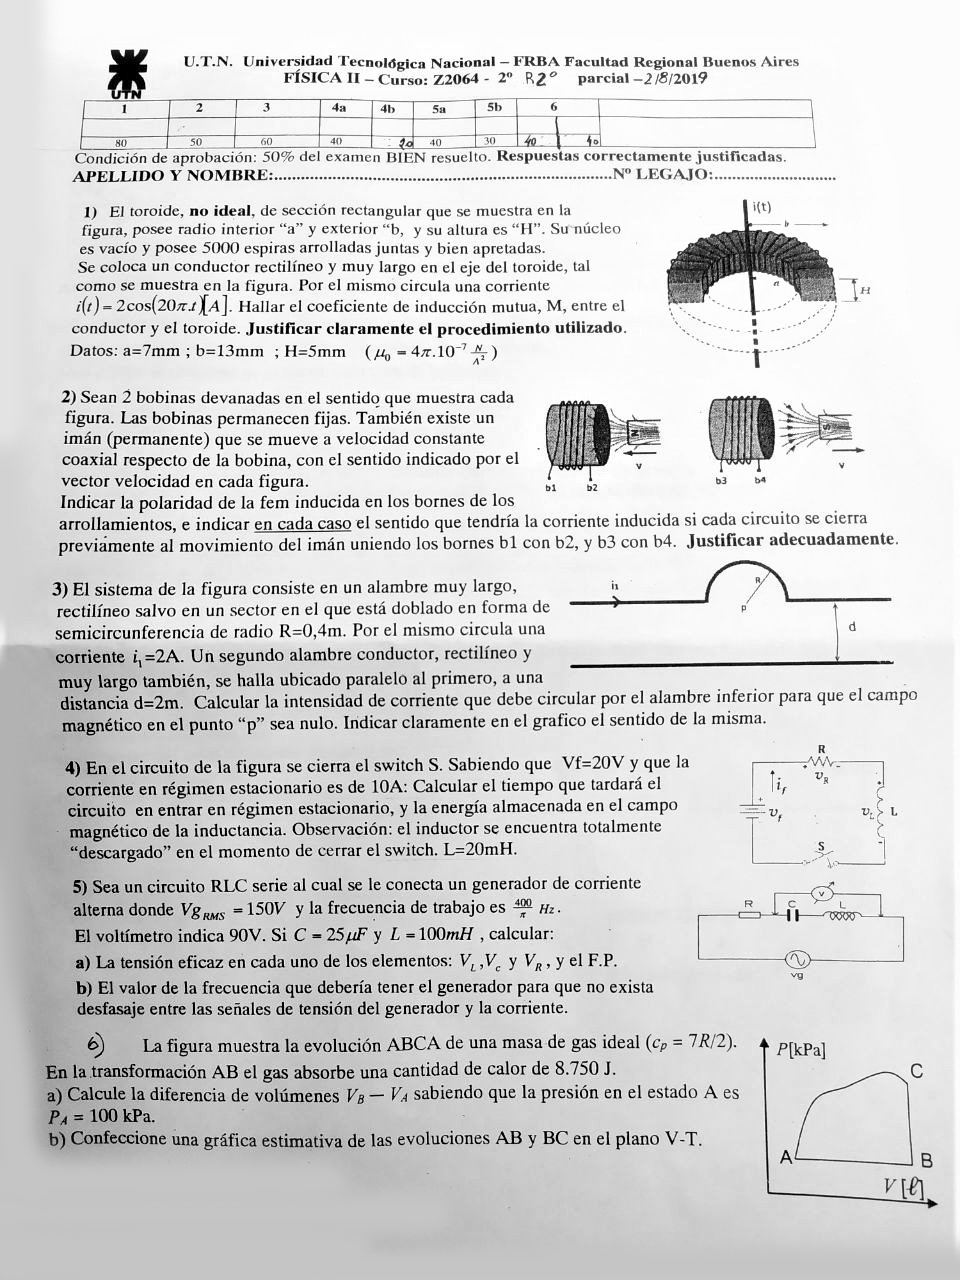 U.T.N. Universidad Tecnológica Nacional – FRBA Facultad Regional Buenos Aires
FÍSICA II – Curso: Z2064 - 2º R2º parcial –2/8/2019
UTN
1 2 3 4a 4b 5a 5b 6
80 50 60 40 20 40 30 40 40
Condición de aprobación: 50% del examen BIEN resuelto. Respuestas correctamente justificadas.
APELLIDO Y NOMBRE:..........................................................................Nº LEGAJO:...........................
1) El toroide, no ideal, de sección rectangular que se muestra en la
figura, posee radio interior “a” y exterior “b, y su altura es “H”. Su núcleo
es vacío y posee 5000 espiras arrolladas juntas y bien apretadas.
Se coloca un conductor rectilíneo y muy largo en el eje del toroide, tal
como se muestra en la figura. Por el mismo circula una corriente
i(t) = 2cos(20π.t)[A]. Hallar el coeficiente de inducción mutua, M, entre el
conductor y el toroide. Justificar claramente el procedimiento utilizado.
Datos: a=7mm ; b=13mm ; H=5mm (μ₀ = 4π.10⁻⁷ N/A²)
i(t)
b
a
H
2) Sean 2 bobinas devanadas en el sentido que muestra cada
figura. Las bobinas permanecen fijas. También existe un
imán (permanente) que se mueve a velocidad constante
coaxial respecto de la bobina, con el sentido indicado por el
vector velocidad en cada figura.
Indicar la polaridad de la fem inducida en los bornes de los
arrollamientos, e indicar en cada caso el sentido que tendría la corriente inducida si cada circuito se cierra
previamente al movimiento del imán uniendo los bornes b1 con b2, y b3 con b4. Justificar adecuadamente.
N
v
b1 b2
S
v
b3 b4
3) El sistema de la figura consiste en un alambre muy largo,
rectilíneo salvo en un sector en el que está doblado en forma de
semicircunferencia de radio R=0,4m. Por el mismo circula una
corriente i₁=2A. Un segundo alambre conductor, rectilíneo y
muy largo también, se halla ubicado paralelo al primero, a una
distancia d=2m. Calcular la intensidad de corriente que debe circular por el alambre inferior para que el campo
magnético en el punto “p” sea nulo. Indicar claramente en el grafico el sentido de la misma.
i₁
R
P
d
4) En el circuito de la figura se cierra el switch S. Sabiendo que Vf=20V y que la
corriente en régimen estacionario es de 10A: Calcular el tiempo que tardará el
circuito en entrar en régimen estacionario, y la energía almacenada en el campo
magnético de la inductancia. Observación: el inductor se encuentra totalmente
“descargado” en el momento de cerrar el switch. L=20mH.
R
+ -
v_R
i_f
+
v_f
v_L L
S
5) Sea un circuito RLC serie al cual se le conecta un generador de corriente
alterna donde Vg_RMS = 150V y la frecuencia de trabajo es 400/π Hz.
El voltímetro indica 90V. Si C = 25μF y L = 100mH , calcular:
a) La tensión eficaz en cada uno de los elementos: V_L ,V_c y V_R , y el F.P.
b) El valor de la frecuencia que debería tener el generador para que no exista
desfasaje entre las señales de tensión del generador y la corriente.
V
R C L
vg
6) La figura muestra la evolución ABCA de una masa de gas ideal (c_P = 7R/2).
En la transformación AB el gas absorbe una cantidad de calor de 8.750 J.
a) Calcule la diferencia de volúmenes V_B — V_A sabiendo que la presión en el estado A es
P_A = 100 kPa.
b) Confeccione una gráfica estimativa de las evoluciones AB y BC en el plano V-T.
P[kPa]
C
A
B
V [ℓ]